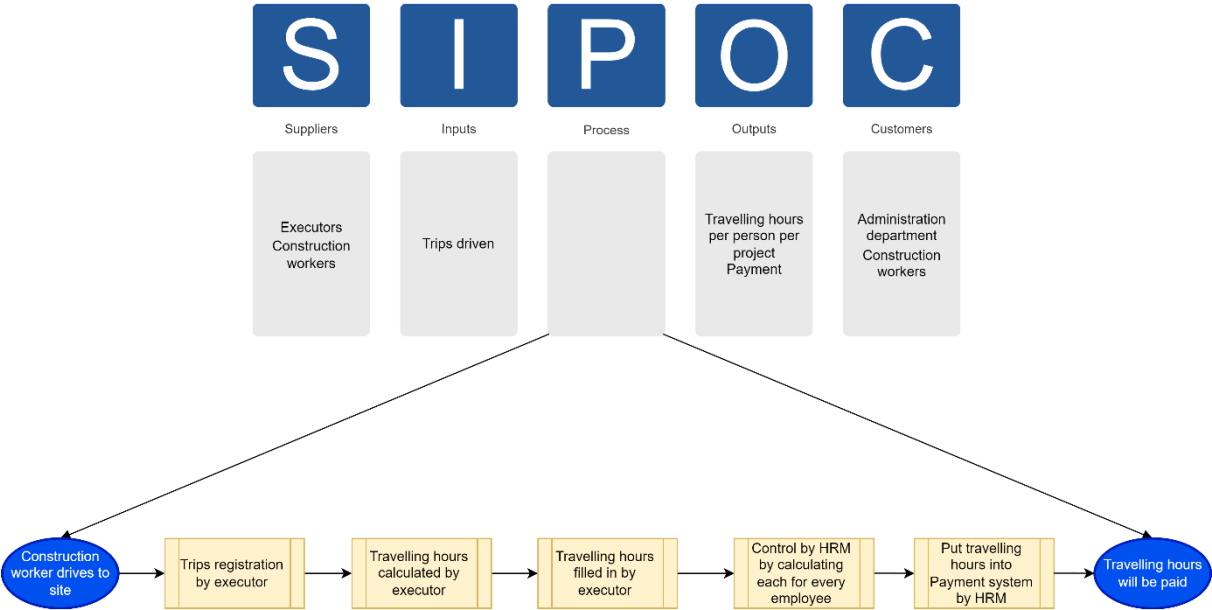 S I P O C
Suppliers Inputs Process Outputs Customers
Executors
Construction
workers
Trips driven
Travelling hours
per person per
project
Payment
Administration
department
Construction
workers
Construction
worker drives to
site
Trips registration
by executor
Travelling hours
calculated by
executor
Travelling hours
filled in by
executor
Control by HRM
by calculating
each for every
employee
Put travelling
hours into
Payment system
by HRM
Travelling hours
will be paid